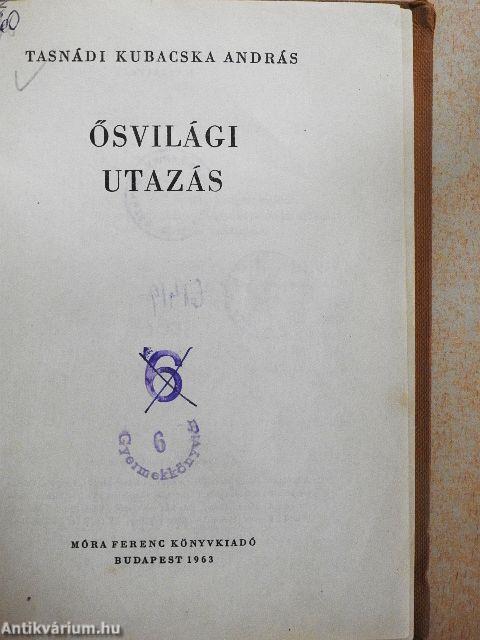 TASNÁDI KUBACSKA ANDRÁS
ŐSVILÁGI
UTAZÁS
6
6
Gyermekkönyvtár
MÓRA FERENC KÖNYVKIADÓ
BUDAPEST 1963
Antikvárium.hu